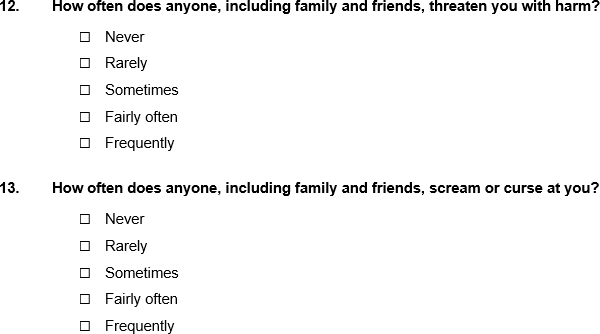 12. How often does anyone, including family and friends, threaten you with harm?
☐ Never
☐ Rarely
☐ Sometimes
☐ Fairly often
☐ Frequently
13. How often does anyone, including family and friends, scream or curse at you?
☐ Never
☐ Rarely
☐ Sometimes
☐ Fairly often
☐ Frequently